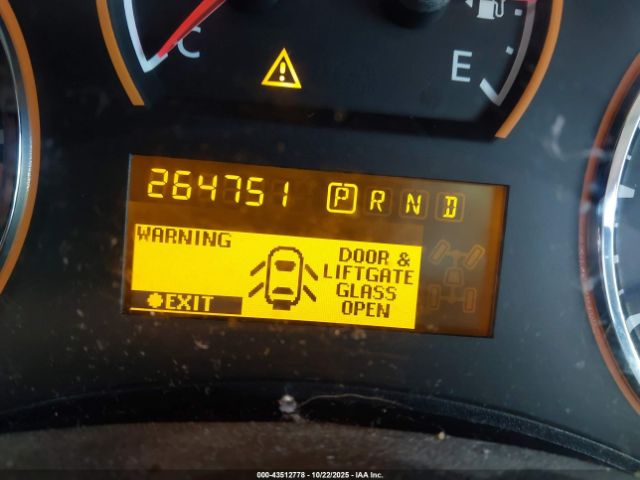 C
E
264751 P R N D
WARNING
DOOR &
LIFTGATE
GLASS
OPEN
EXIT
000-43512778 - 10/22/2025 - IAA Inc.